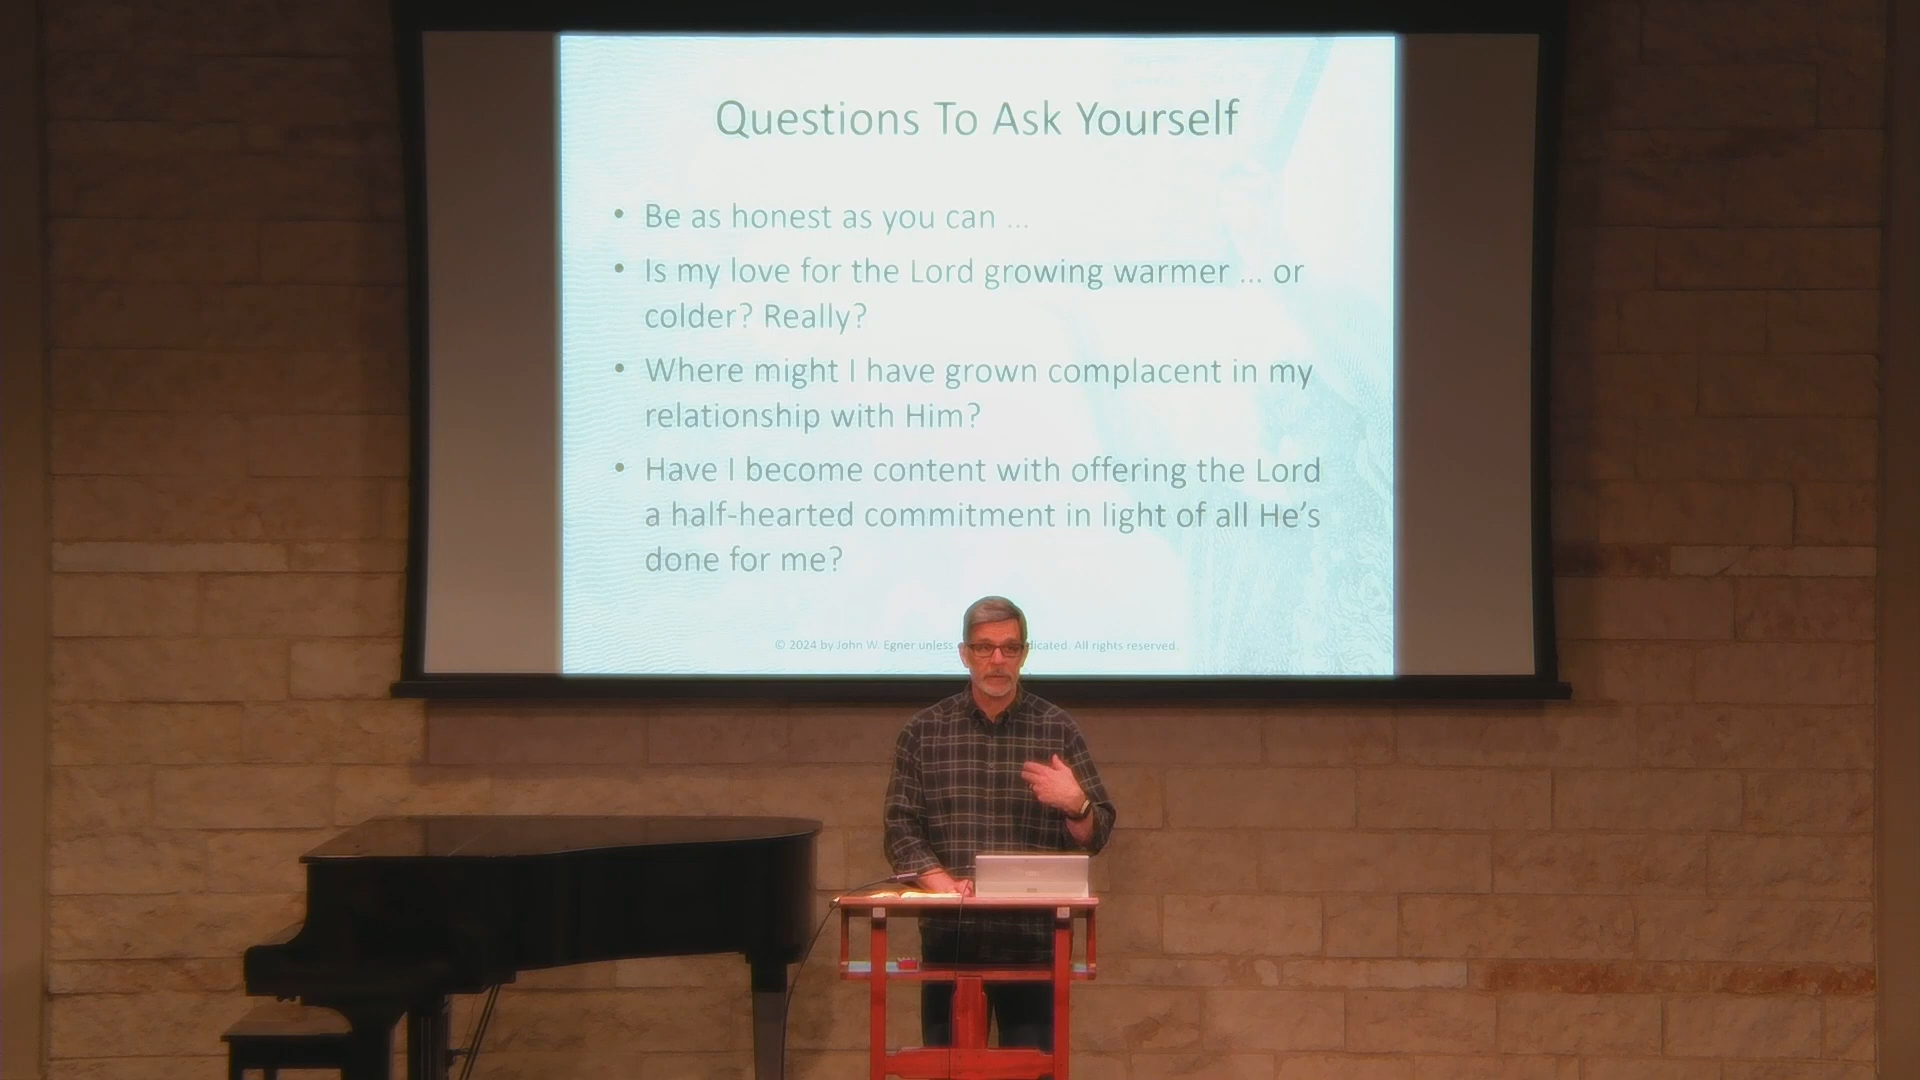 Questions To Ask Yourself
• Be as honest as you can ...
• Is my love for the Lord growing warmer ... or
colder? Really?
• Where might I have grown complacent in my
relationship with Him?
• Have I become content with offering the Lord
a half-hearted commitment in light of all He’s
done for me?
© 2024 by John W. Egner unless dicated. All rights reserved.